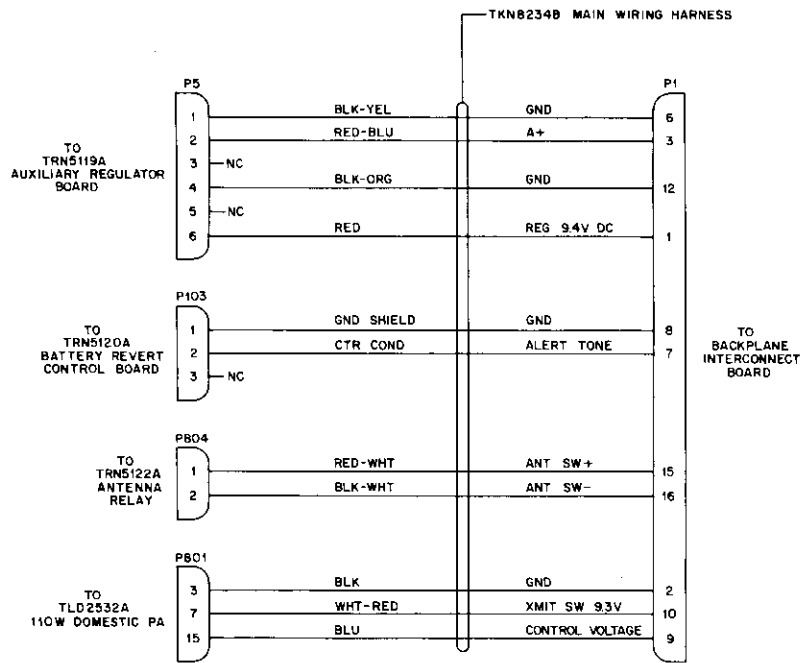 TKN8234B MAIN WIRING HARNESS
P5
P1
1 BLK-YEL GND 6
2 RED-BLU A+ 3
3 NC
4 BLK-ORG GND 12
5 NC
6 RED REG 9.4V DC 1
TO
TRN5119A
AUXILIARY REGULATOR
BOARD
P103
1 GND SHIELD GND 8
2 CTR COND ALERT TONE 7
3 NC
TO
TRN5120A
BATTERY REVERT
CONTROL BOARD
TO
BACKPLANE
INTERCONNECT
BOARD
P804
1 RED-WHT ANT SW+ 15
2 BLK-WHT ANT SW- 16
TO
TRN5122A
ANTENNA
RELAY
P801
3 BLK GND 2
7 WHT-RED XMIT SW 9.3V 10
15 BLU CONTROL VOLTAGE 9
TO
TLD2532A
110W DOMESTIC PA